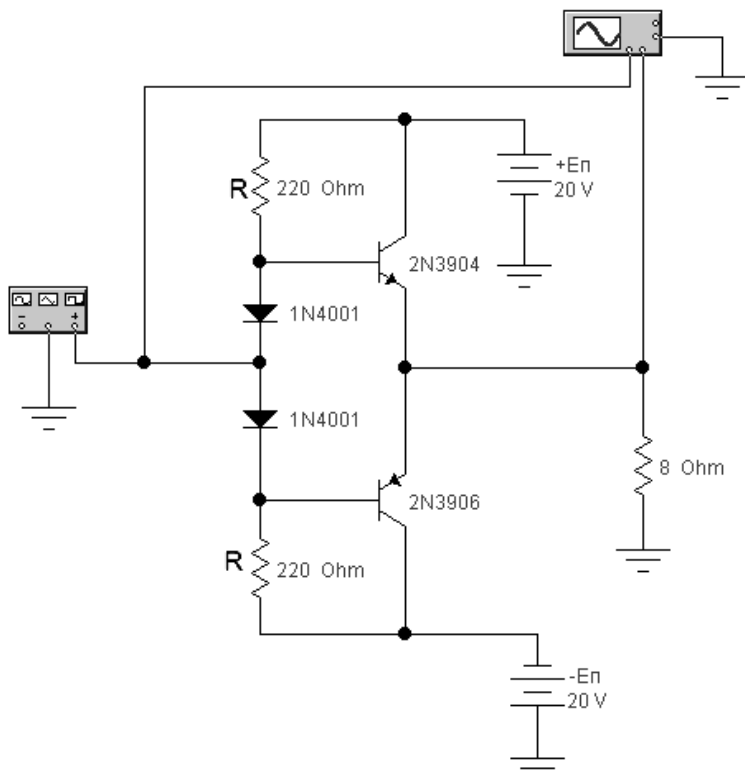 +Eп
20 V
R 220 Ohm
2N3904
1N4001
- +
1N4001
8 Ohm
2N3906
R 220 Ohm
-Eп
20 V